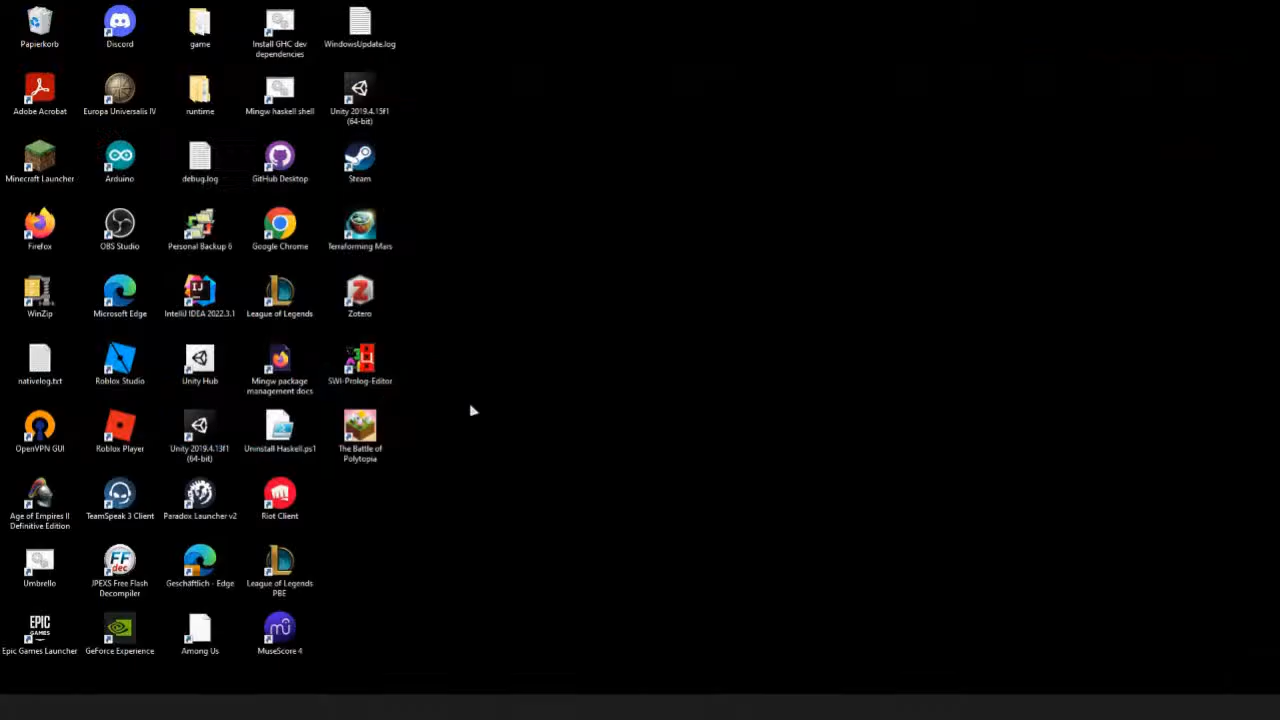 Papierkorb
Discord
game
Install GHC dev
dependencies
WindowsUpdate.log
Adobe Acrobat
Europa Universalis IV
runtime
Mingw haskell shell
Unity 2019.4.15f1
(64-bit)
Minecraft Launcher
Arduino
debug.log
GitHub Desktop
Steam
Firefox
OBS Studio
Personal Backup 6
Google Chrome
Terraforming Mars
WinZip
Microsoft Edge
IJ
IntelliJ IDEA 2022.3.1
League of Legends
Z
Zotero
nativelog.txt
Roblox Studio
Unity Hub
Mingw package
management docs
SWI-Prolog-Editor
OpenVPN GUI
Roblox Player
Unity 2019.4.13f1
(64-bit)
Uninstall Haskell.ps1
The Battle of
Polytopia
Age of Empires II
Definitive Edition
TeamSpeak 3 Client
Paradox Launcher v2
Riot Client
Umbrello
FF
dec
JPEXS Free Flash
Decompiler
Geschäftlich - Edge
League of Legends
PBE
EPIC
GAMES
Epic Games Launcher
GeForce Experience
Among Us
mu
MuseScore 4